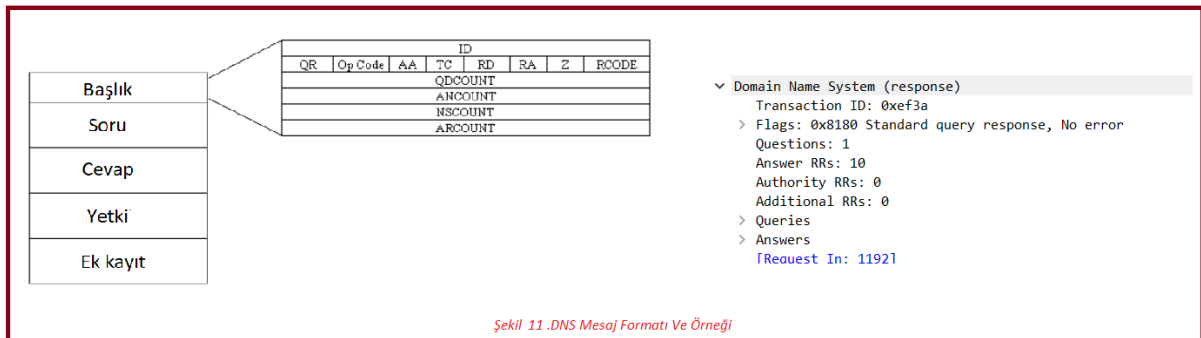 Başlık
Soru
Cevap
Yetki
Ek kayıt
ID
QR Op Code AA TC RD RA Z RCODE
QDCOUNT
ANCOUNT
NSCOUNT
ARCOUNT
Domain Name System (response)
Transaction ID: 0xef3a
Flags: 0x8180 Standard query response, No error
Questions: 1
Answer RRs: 10
Authority RRs: 0
Additional RRs: 0
Queries
Answers
[Request In: 1192]
Şekil 11 .DNS Mesaj Formatı Ve Örneği